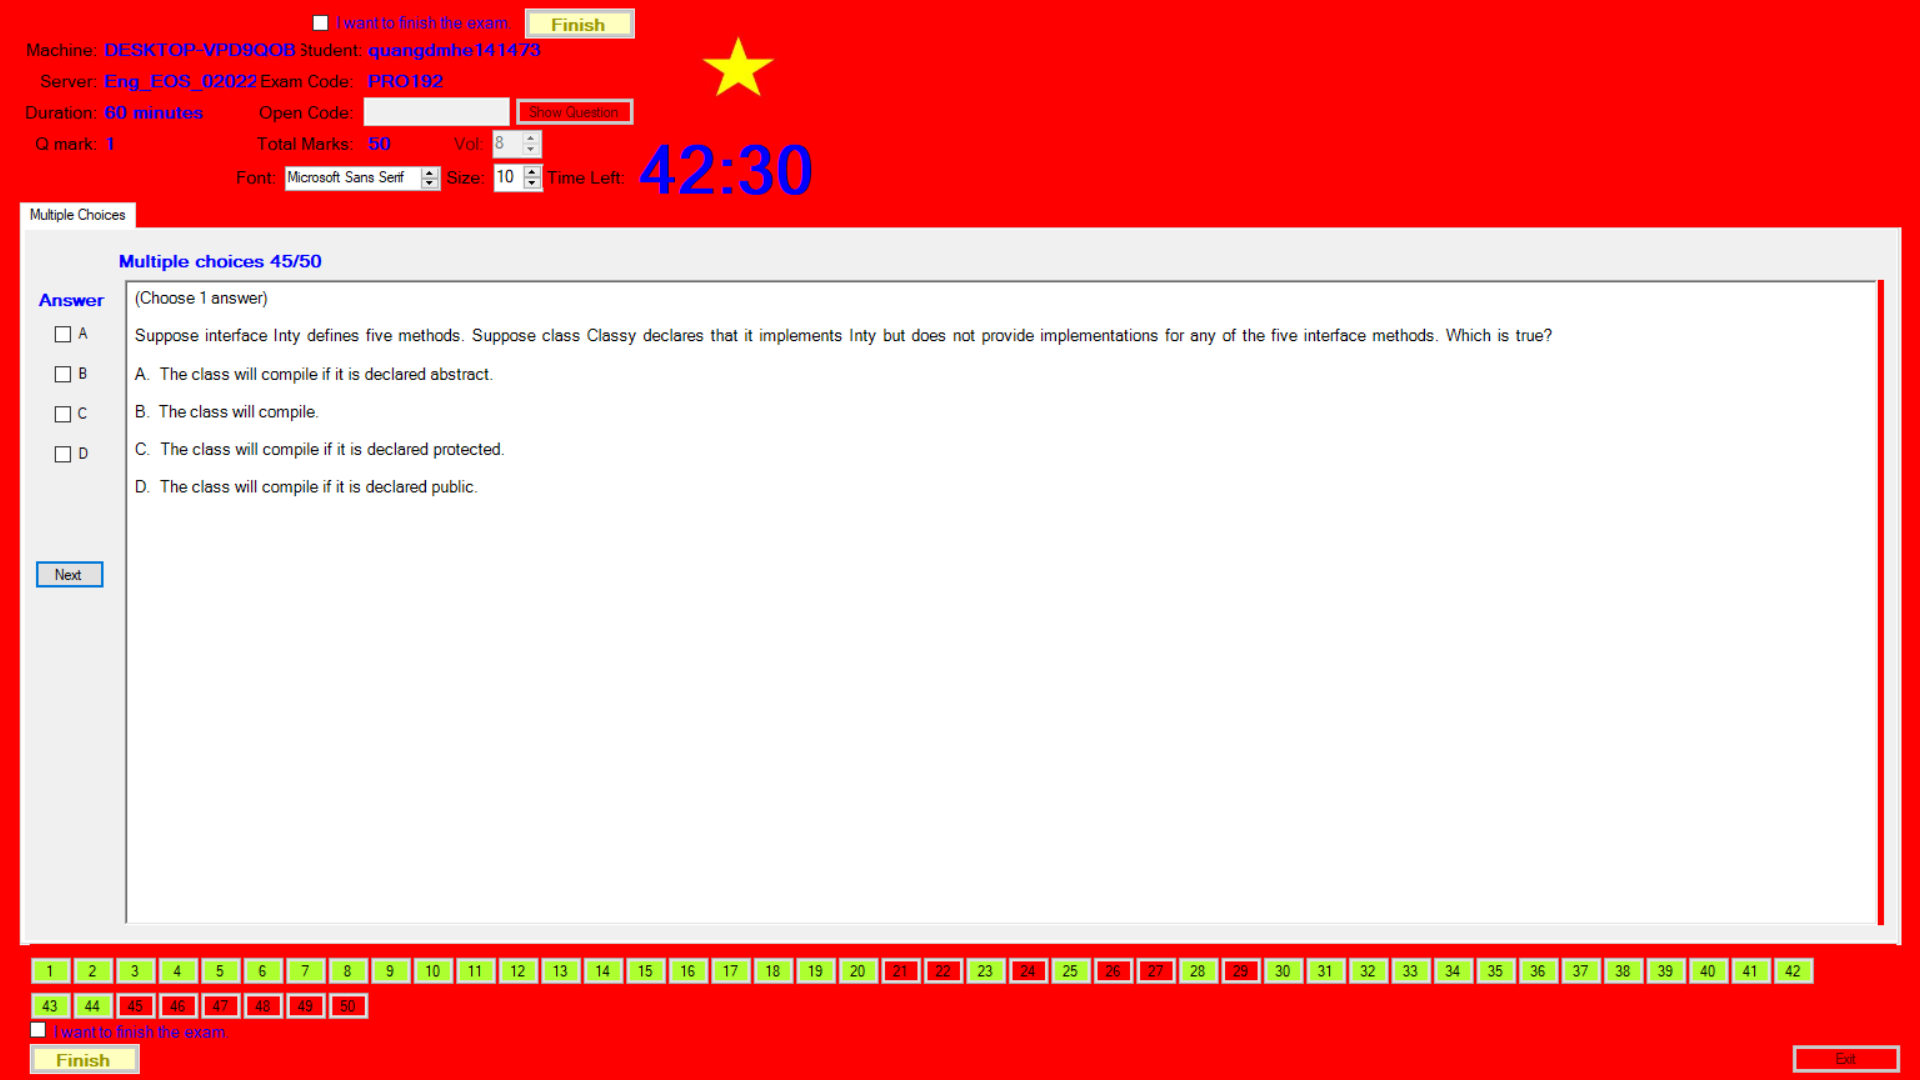 I want to finish the exam. Finish
Machine: DESKTOP-VPD9QOB Student: quangdmhe141473
Server: Eng_EOS_02022 Exam Code: PRO192
Duration: 60 minutes Open Code: Show Question
Q mark: 1 Total Marks: 50 Vol: 8
Font: Microsoft Sans Serif Size: 10 Time Left: 42:30
Multiple Choices
Multiple choices 45/50
Answer
A
B
C
D
Next
(Choose 1 answer)
Suppose interface Inty defines five methods. Suppose class Classy declares that it implements Inty but does not provide implementations for any of the five interface methods. Which is true?
A. The class will compile if it is declared abstract.
B. The class will compile.
C. The class will compile if it is declared protected.
D. The class will compile if it is declared public.
1 2 3 4 5 6 7 8 9 10 11 12 13 14 15 16 17 18 19 20 21 22 23 24 25 26 27 28 29 30 31 32 33 34 35 36 37 38 39 40 41 42
43 44 45 46 47 48 49 50
I want to finish the exam.
Finish
Exit